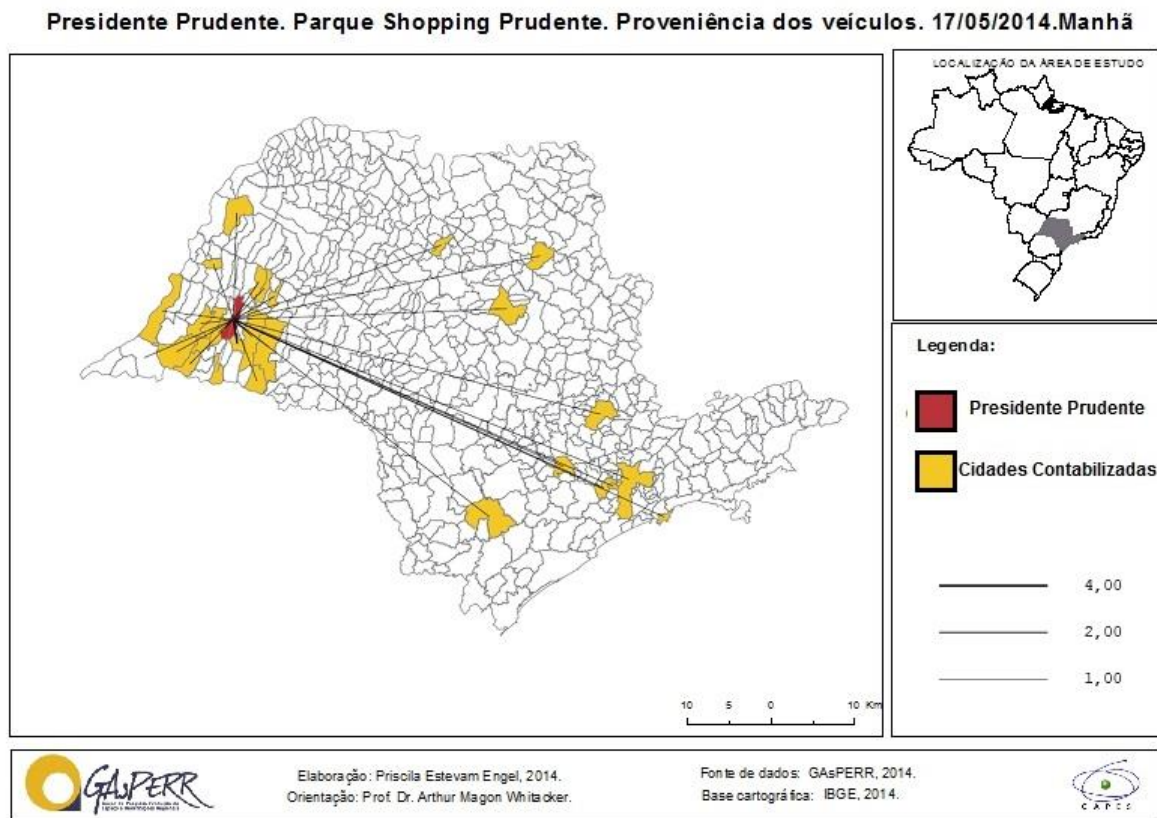 Presidente Prudente. Parque Shopping Prudente. Proveniência dos veículos. 17/05/2014.Manhã
LOCALIZAÇÃO DA ÁREA DE ESTUDO
Legenda:
Presidente Prudente
Cidades Contabilizadas
4,00
2,00
1,00
10 5 0 10 Km
GAsPERR
Elaboração: Priscila Estevam Engel, 2014.
Orientação: Prof. Dr. Arthur Magon Whitacker.
Fonte de dados: GAsPERR, 2014.
Base cartográfica: IBGE, 2014.
CAPES